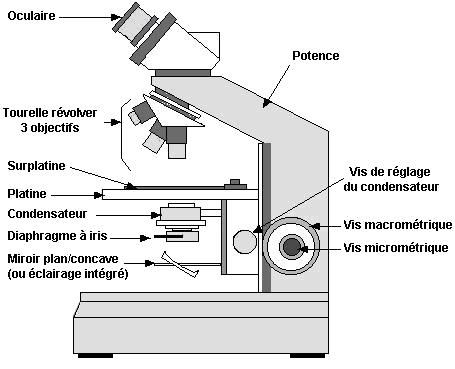 Oculaire
Potence
Tourelle révolver
3 objectifs
Surplatine
Vis de réglage
du condensateur
Platine
Condensateur
Vis macrométrique
Diaphragme à iris
Vis micrométrique
Miroir plan/concave
(ou éclairage intégré)